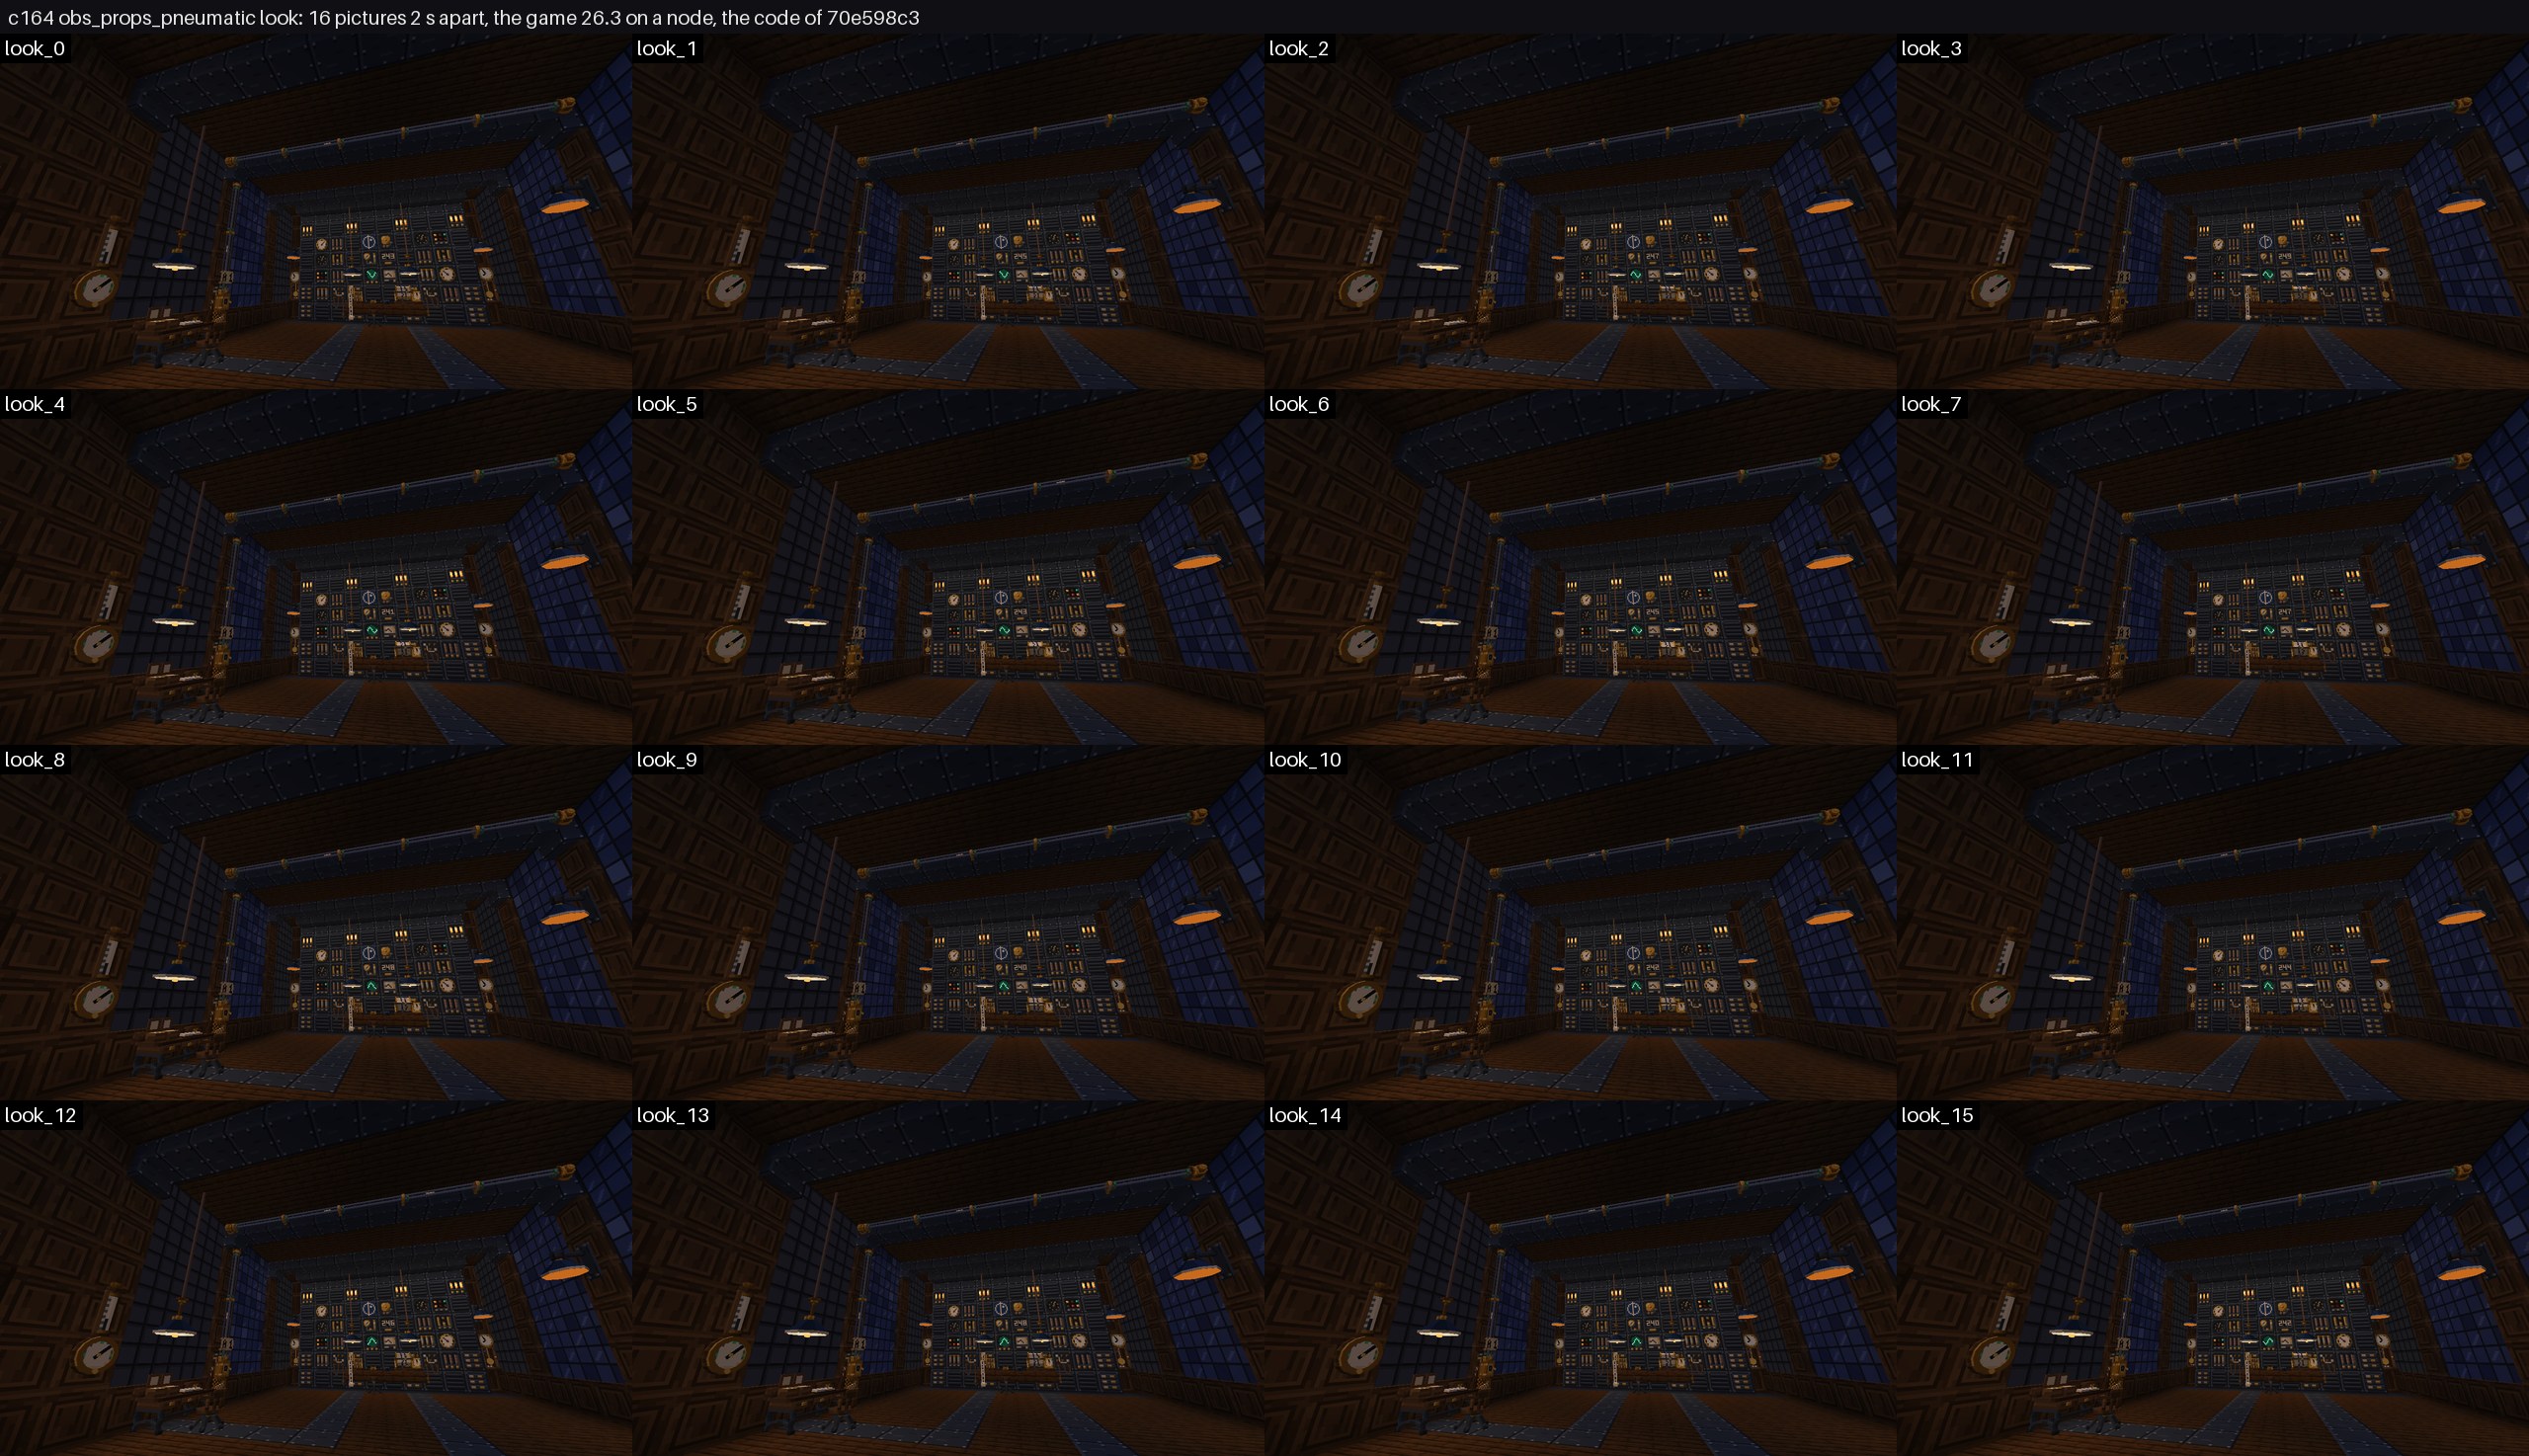 c164 obs_props_pneumatic look: 16 pictures 2 s apart, the game 26.3 on a node, the code of 70e598c3
look_0
look_1
look_2
look_3
look_4
look_5
look_6
look_7
look_8
look_9
look_10
look_11
look_12
look_13
look_14
look_15